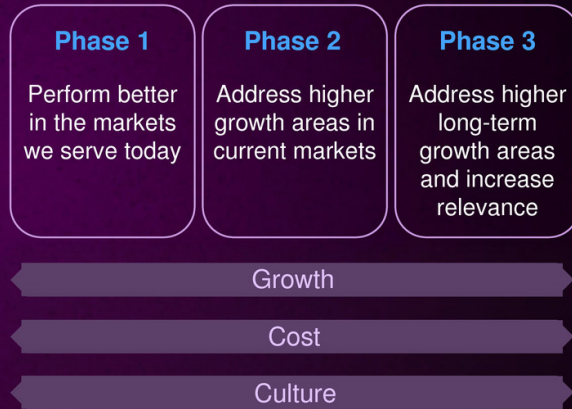 Phase 1
Perform better
in the markets
we serve today
Phase 2
Address higher
growth areas in
current markets
Phase 3
Address higher
long-term
growth areas
and increase
relevance
Growth
Cost
Culture